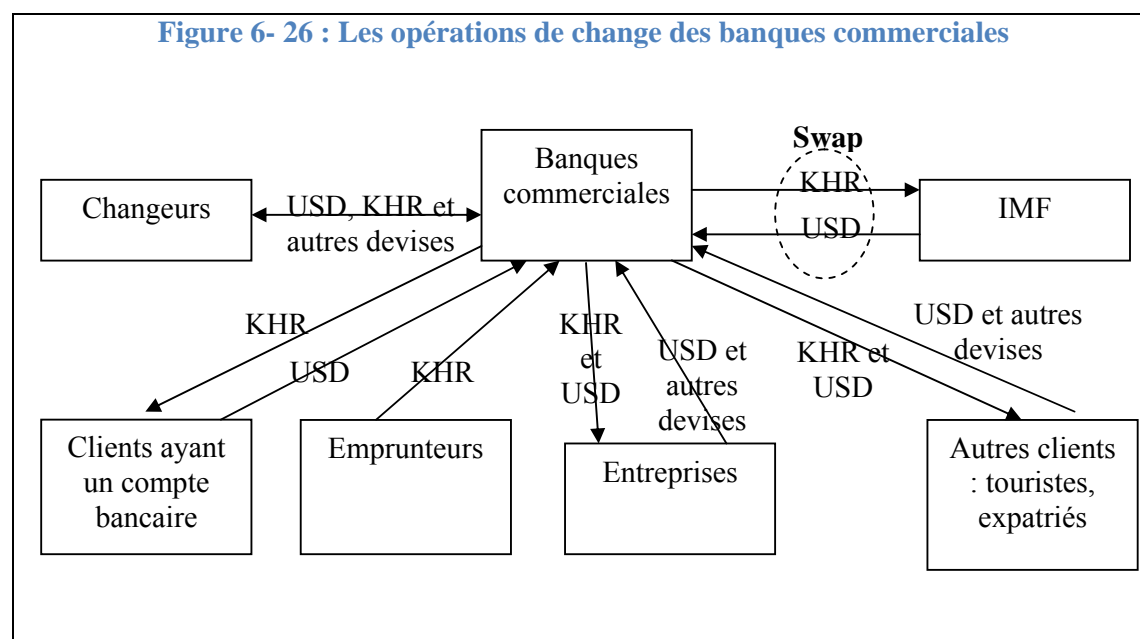 Figure 6- 26 : Les opérations de change des banques commerciales
Swap
Banques
commerciales
Changeurs
USD, KHR et
autres devises
KHR
USD
IMF
KHR
USD
KHR
KHR
et
USD
USD et
autres
devises
KHR et
USD
USD et autres
devises
Clients ayant
un compte
bancaire
Emprunteurs
Entreprises
Autres clients
: touristes,
expatriés